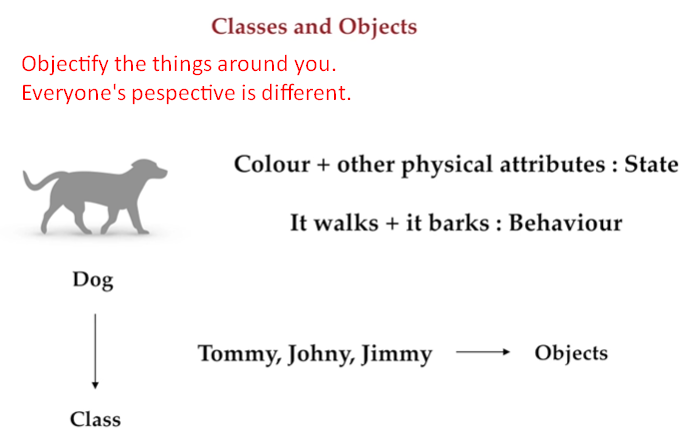 Classes and Objects
Objectify the things around you.
Everyone's pespective is different.
Colour + other physical attributes : State
It walks + it barks : Behaviour
Dog
Tommy, Johny, Jimmy
Objects
Class